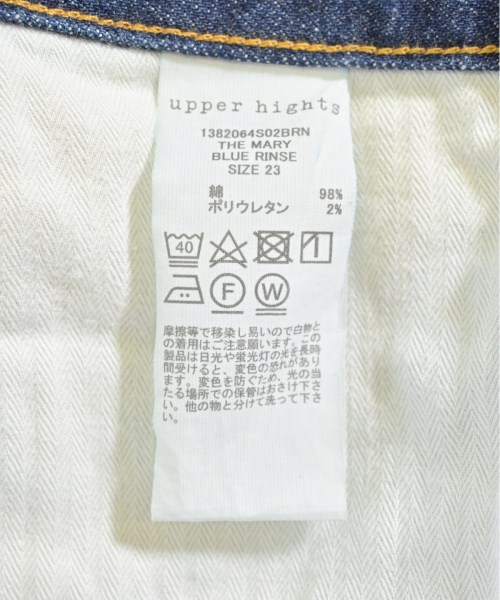 upper hights
1382064S02BRN
THE MARY
BLUE RINSE
SIZE 23
綿 98%
ポリウレタン 2%
40
F W
摩擦等で移染し易いので白物と
の着用はご注意願います。この
製品は日光や蛍光灯の光を長時
間受けると、変色の恐れがあり
ます。変色を防ぐため、光の当
たる場所での保管はおさけ下さ
い。他の物と分けて洗って下さ
い。